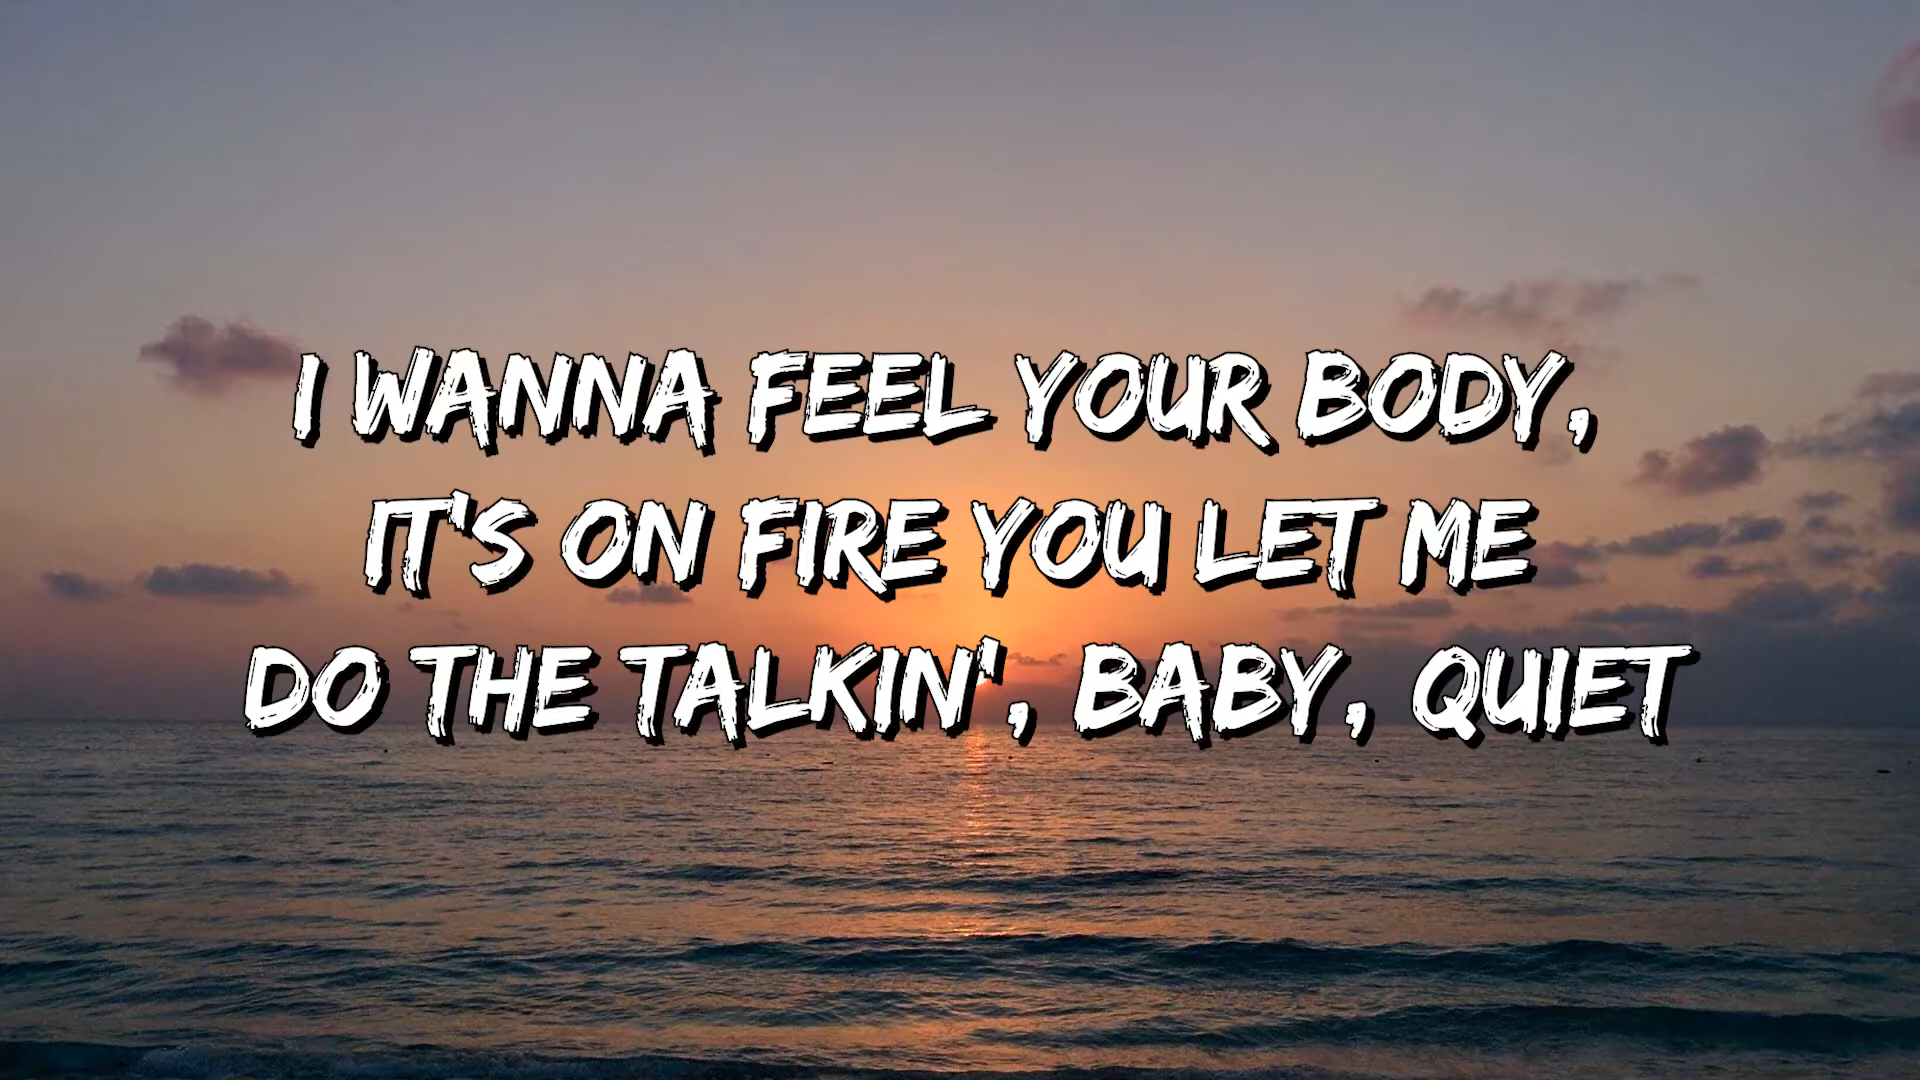 I WANNA FEEL YOUR BODY,
IT'S ON FIRE YOU LET ME
DO THE TALKIN', BABY, QUIET